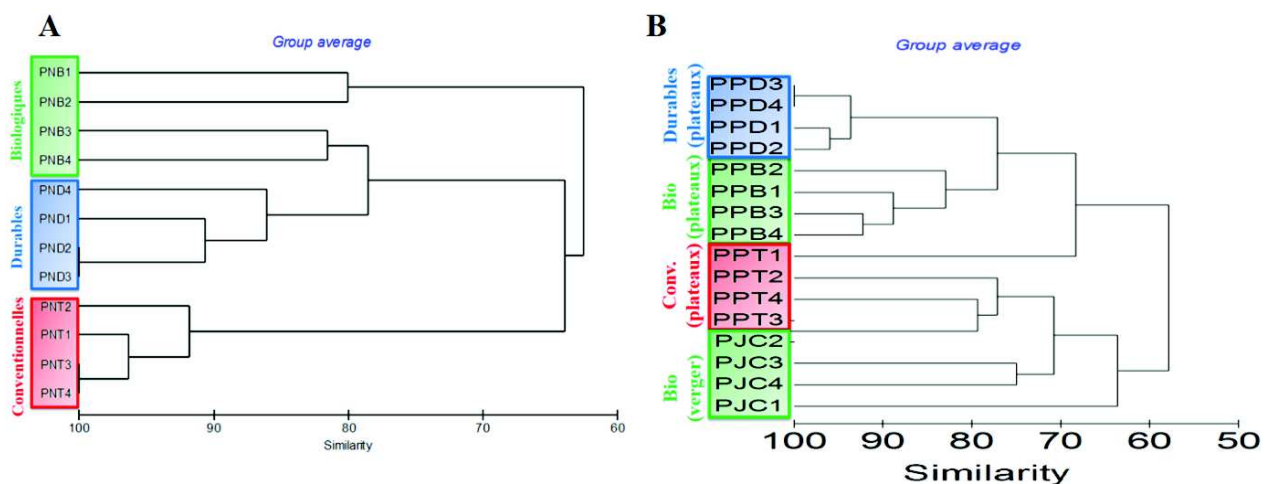 A
Group average
Biologiques
PNB1
PNB2
PNB3
PNB4
Durables
PND4
PND1
PND2
PND3
Conventionnelles
PNT2
PNT1
PNT3
PNT4
100 90 80 70 60
Similarity
B
Group average
Durables
(plateaux)
PPD3
PPD4
PPD1
PPD2
Bio
(plateaux)
PPB2
PPB1
PPB3
PPB4
Conv.
(plateaux)
PPT1
PPT2
PPT4
PPT3
Bio
(verger)
PJC2
PJC3
PJC4
PJC1
100 90 80 70 60 50
Similarity